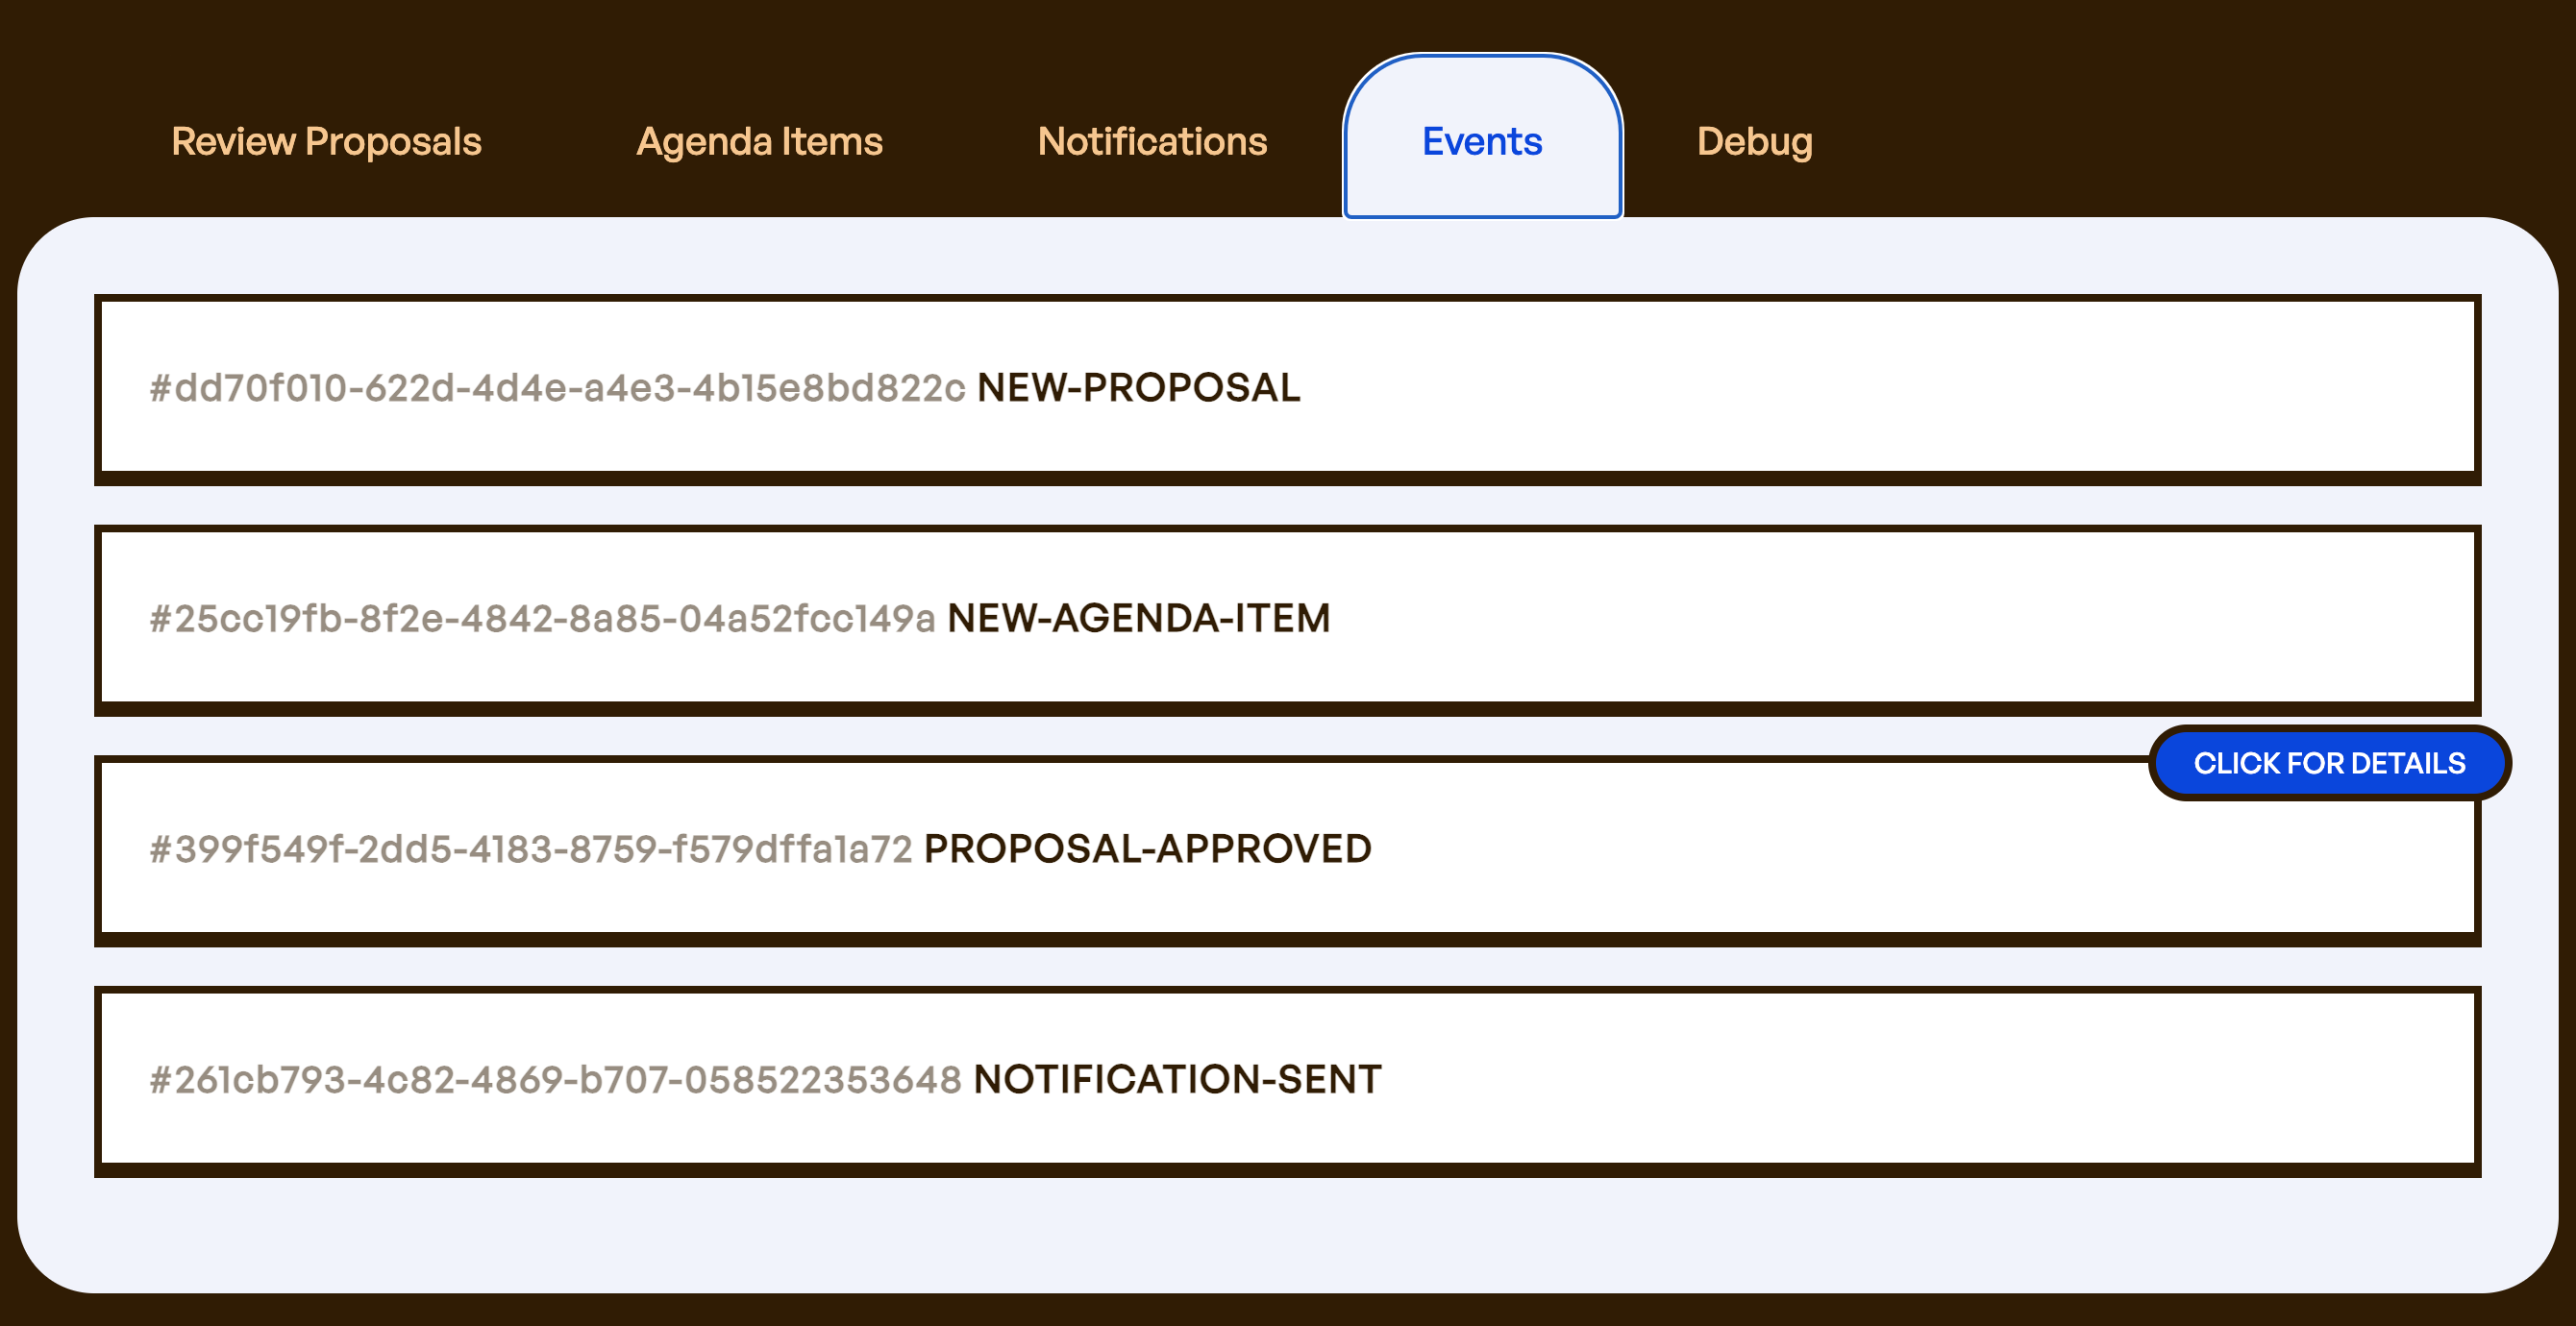 Review Proposals Agenda Items Notifications Events Debug
#dd70f010-622d-4d4e-a4e3-4b15e8bd822c NEW-PROPOSAL
#25cc19fb-8f2e-4842-8a85-04a52fcc149a NEW-AGENDA-ITEM
CLICK FOR DETAILS
#399f549f-2dd5-4183-8759-f579dffa1a72 PROPOSAL-APPROVED
#261cb793-4c82-4869-b707-058522353648 NOTIFICATION-SENT